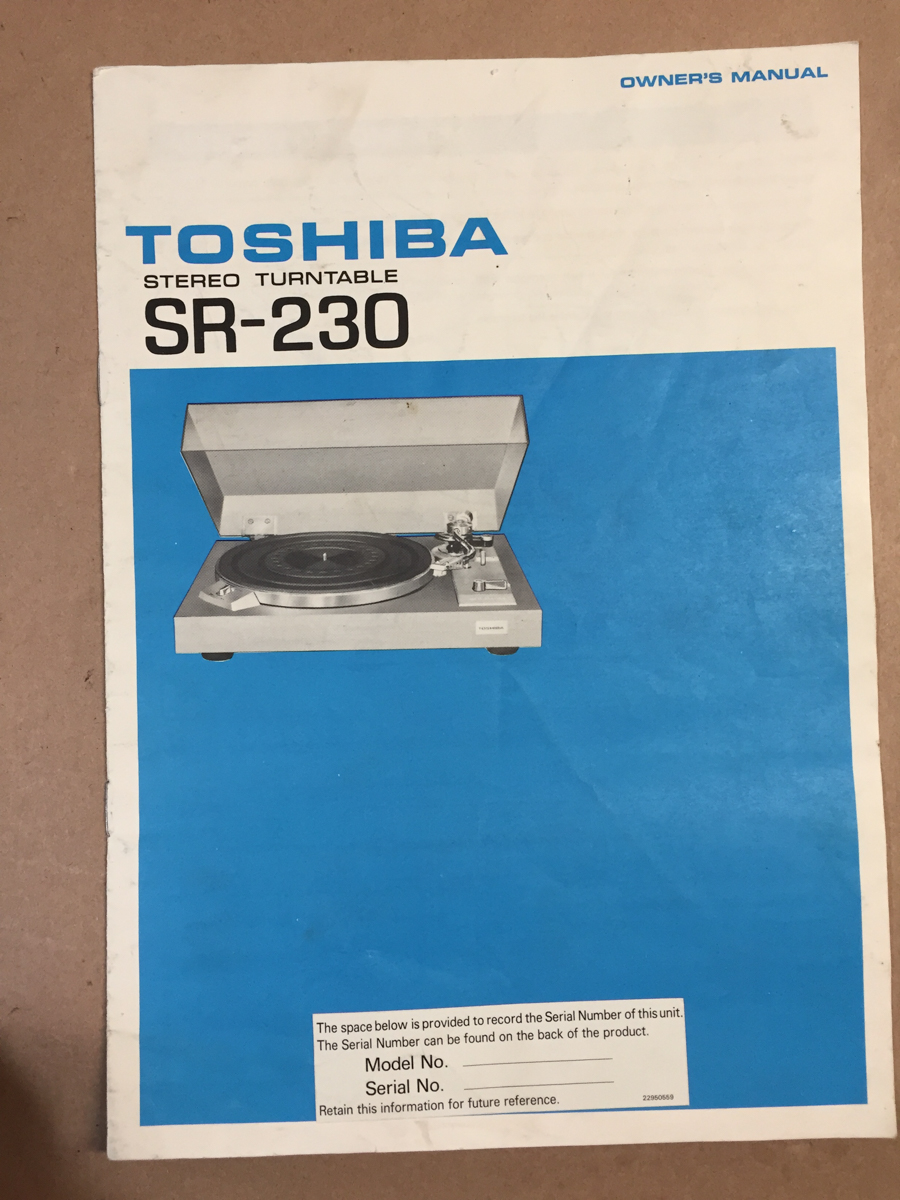 OWNER'S MANUAL
TOSHIBA
STEREO TURNTABLE
SR-230
The space below is provided to record the Serial Number of this unit.
The Serial Number can be found on the back of the product.
Model No.
Serial No.
Retain this information for future reference.
22950559